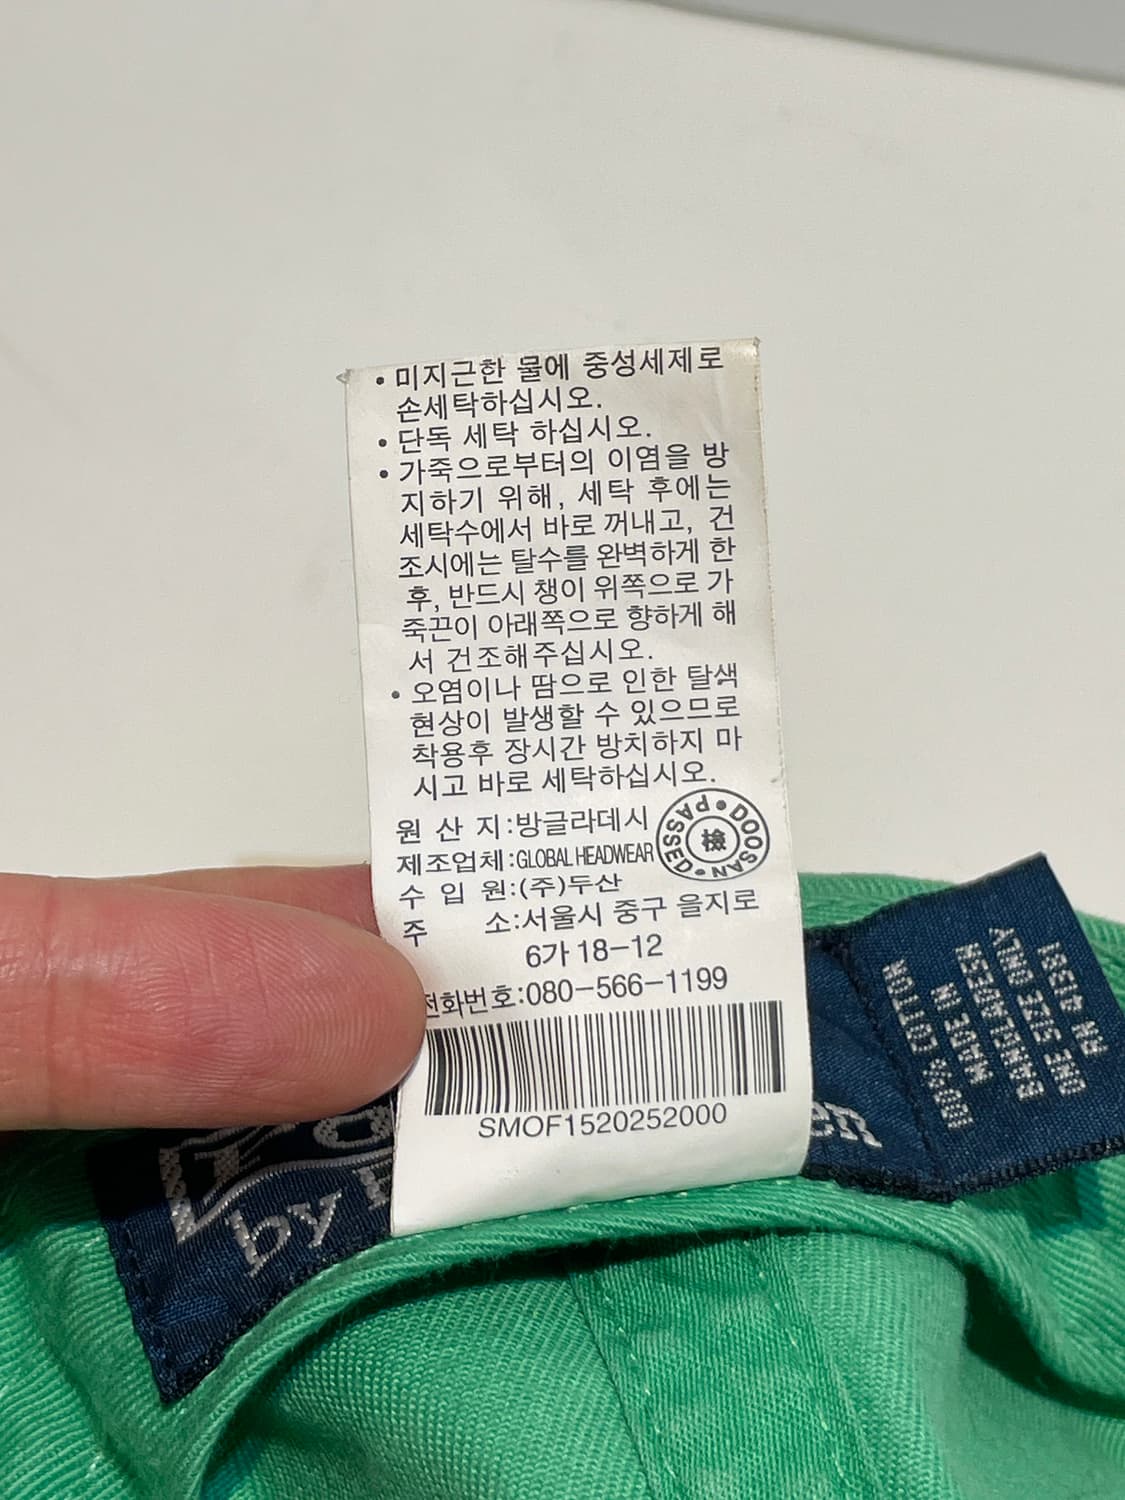 • 미지근한 물에 중성세제로
손세탁하십시오.
• 단독 세탁 하십시오.
• 가죽으로부터의 이염을 방
지하기 위해, 세탁 후에는
세탁수에서 바로 꺼내고, 건
조시에는 탈수를 완벽하게 한
후, 반드시 챙이 위쪽으로 가
죽끈이 아래쪽으로 향하게 해
서 건조해주십시오.
• 오염이나 땀으로 인한 탈색
현상이 발생할 수 있으므로
착용후 장시간 방치하지 마
시고 바로 세탁하십시오.
원 산 지:방글라데시
제조업체:GLOBAL HEADWEAR
수 입 원:(주)두산
주 소:서울시 중구 을지로
6가 18-12
전화번호:080-566-1199
SMOF1520252000
DOOSAN • PASSED •
檢
by
100% COTTON
MADE IN
BANGLADESH
ONE SIZE ONLY
RN 41381